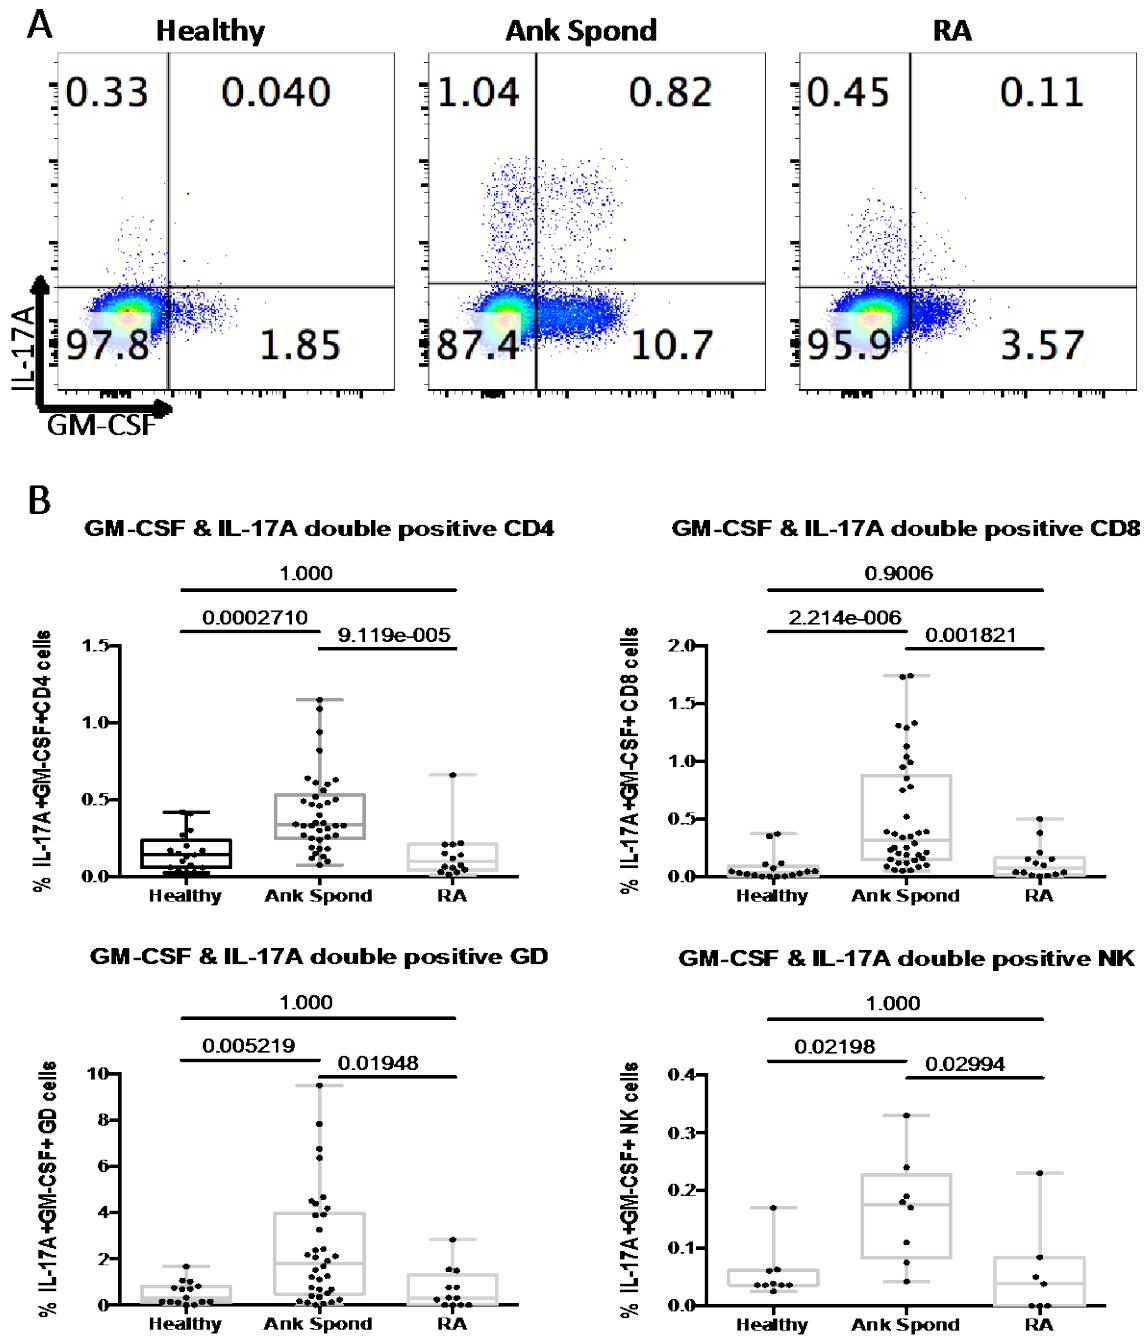 A
Healthy
Ank Spond
RA
0.33
0.040
1.04
0.82
0.45
0.11
97.8
1.85
87.4
10.7
95.9
3.57
IL-17A
GM-CSF
B
GM-CSF & IL-17A double positive CD4
1.000
0.0002710
9.119e-005
% IL-17A+GM-CSF+CD4 cells
1.5
1.0
0.5
0.0
Healthy
Ank Spond
RA
GM-CSF & IL-17A double positive CD8
0.9006
2.214e-006
0.001821
% IL-17A+GM-CSF+ CD8 cells
2.0
1.5
1.0
0.5
0.0
Healthy
Ank Spond
RA
GM-CSF & IL-17A double positive GD
1.000
0.005219
0.01948
% IL-17A+GM-CSF+ GD cells
10
8
6
4
2
0
Healthy
Ank Spond
RA
GM-CSF & IL-17A double positive NK
1.000
0.02198
0.02994
% IL-17A+GM-CSF+ NK cells
0.4
0.3
0.2
0.1
0.0
Healthy
Ank Spond
RA